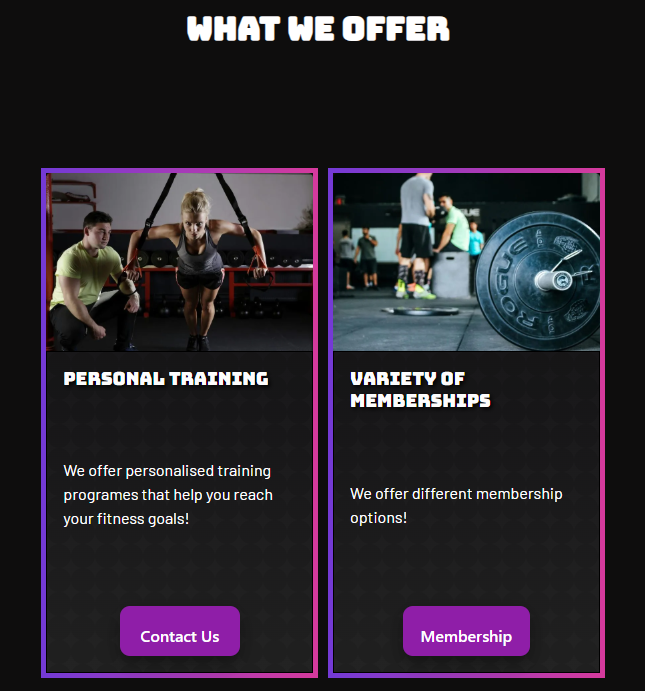 WHAT WE OFFER
ROGUE
PERSONAL TRAINING
We offer personalised training
programes that help you reach
your fitness goals!
Contact Us
VARIETY OF
MEMBERSHIPS
We offer different membership
options!
Membership